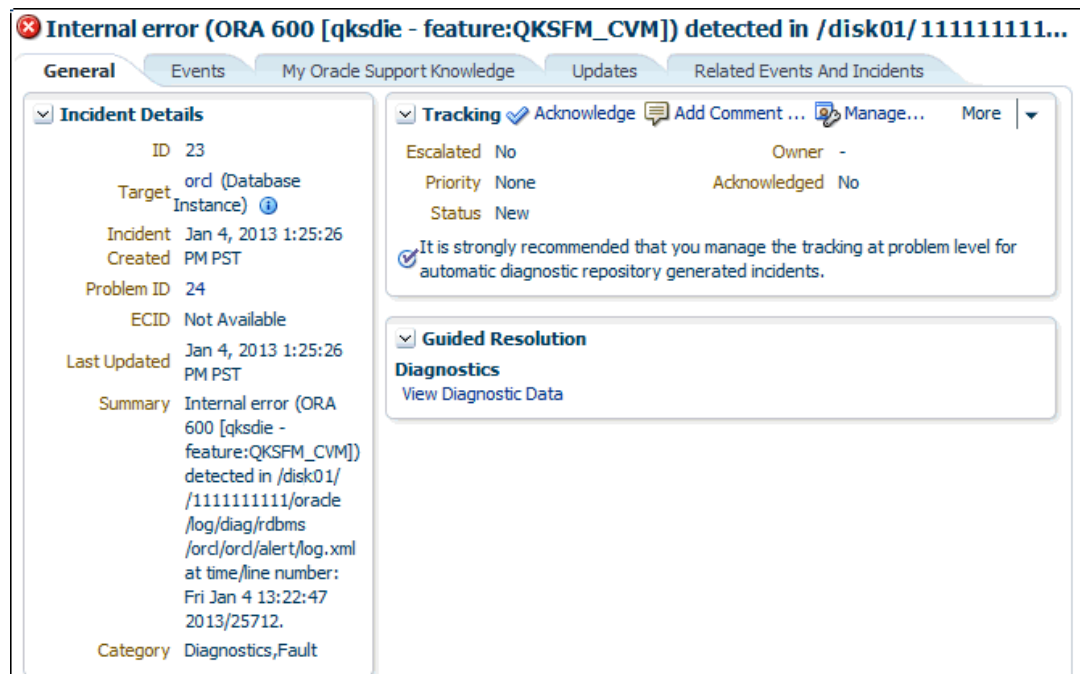 Internal error (ORA 600 [qksdie - feature:QKSFM_CVM]) detected in /disk01/111111111...
General Events My Oracle Support Knowledge Updates Related Events And Incidents
Incident Details
ID 23
Target orcl (Database
Instance)
Incident Jan 4, 2013 1:25:26
Created PM PST
Problem ID 24
ECID Not Available
Last Updated Jan 4, 2013 1:25:26
PM PST
Summary Internal error (ORA
600 [qksdie -
feature:QKSFM_CVM])
detected in /disk01/
/1111111111/oracle
/log/diag/rdbms
/orcl/orcl/alert/log.xml
at time/line number:
Fri Jan 4 13:22:47
2013/25712.
Category Diagnostics,Fault
Tracking Acknowledge Add Comment ... Manage... More
Escalated No Owner -
Priority None Acknowledged No
Status New
It is strongly recommended that you manage the tracking at problem level for
automatic diagnostic repository generated incidents.
Guided Resolution
Diagnostics
View Diagnostic Data